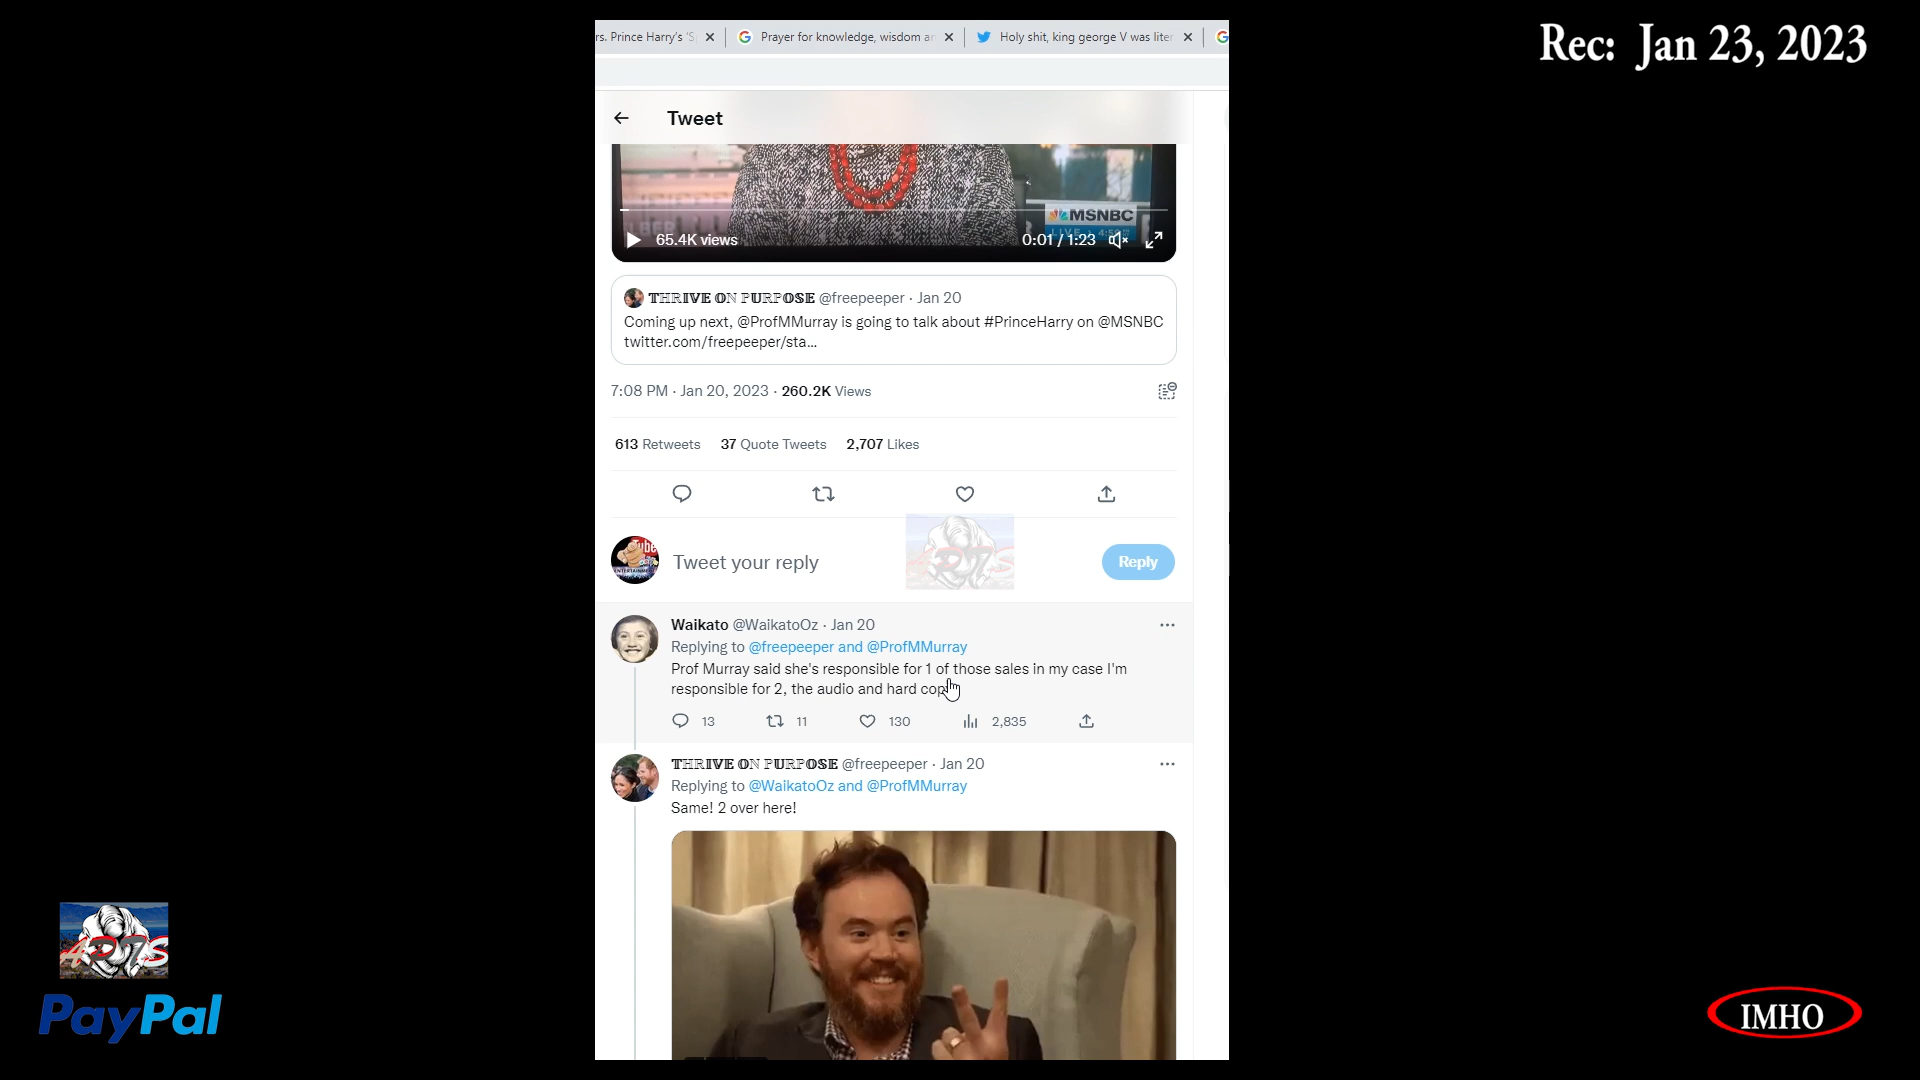 Rec: Jan 23, 2023
rs. Prince Harry's 'S
Prayer for knowledge, wisdom an
Holy shit, king george V was liter
Tweet
MSNBC
LIVE
65.4K views
0:01 / 1:23
THRIVE ON PURPOSE @freepeeper · Jan 20
Coming up next, @ProfMMurray is going to talk about #PrinceHarry on @MSNBC
twitter.com/freepeeper/sta...
7:08 PM · Jan 20, 2023 · 260.2K Views
613 Retweets 37 Quote Tweets 2,707 Likes
Tweet your reply
Reply
Waikato @WaikatoOz · Jan 20
Replying to @freepeeper and @ProfMMurray
Prof Murray said she's responsible for 1 of those sales in my case I'm
responsible for 2, the audio and hard cop
13 11 130 2,835
THRIVE ON PURPOSE @freepeeper · Jan 20
Replying to @WaikatoOz and @ProfMMurray
Same! 2 over here!
PayPal
IMHO